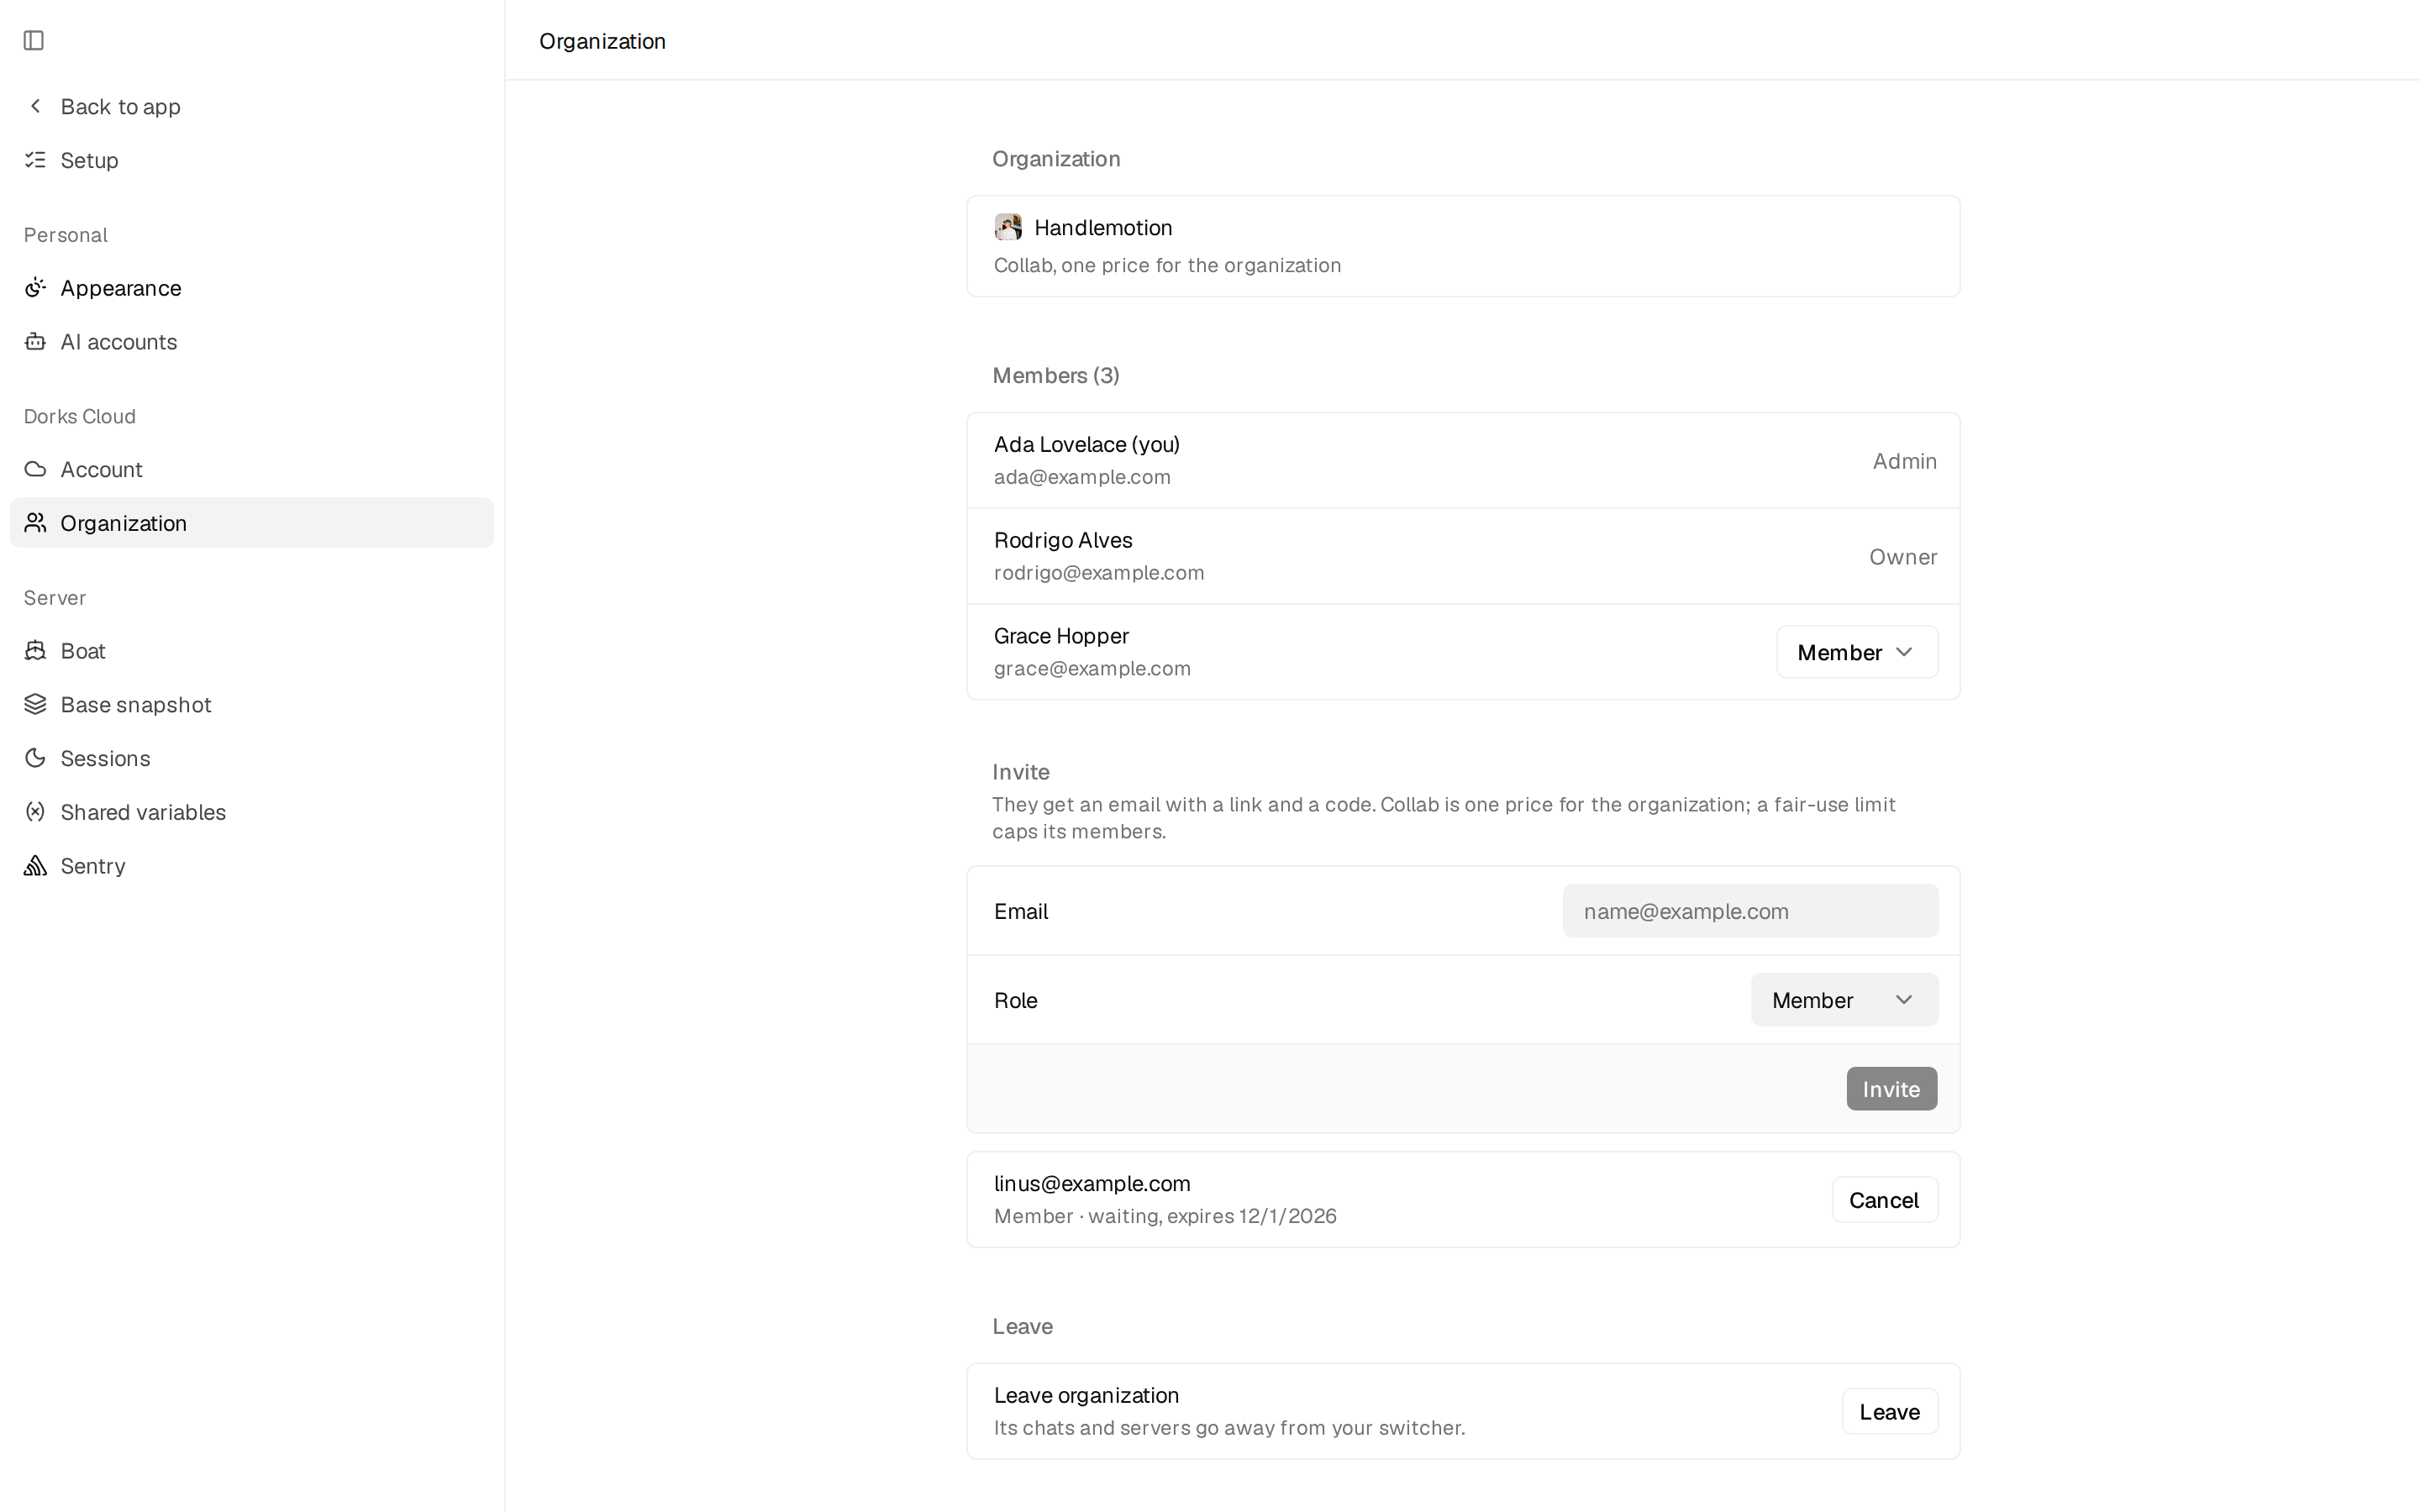 Organization
Back to app
Setup
Personal
Appearance
AI accounts
Dorks Cloud
Account
Organization
Server
Boat
Base snapshot
Sessions
Shared variables
Sentry
Organization
Handlemotion
Collab, one price for the organization
Members (3)
Ada Lovelace (you)
ada@example.com
Admin
Rodrigo Alves
rodrigo@example.com
Owner
Grace Hopper
grace@example.com
Member
Invite
They get an email with a link and a code. Collab is one price for the organization; a fair-use limit
caps its members.
Email
name@example.com
Role
Member
Invite
linus@example.com
Member · waiting, expires 12/1/2026
Cancel
Leave
Leave organization
Its chats and servers go away from your switcher.
Leave